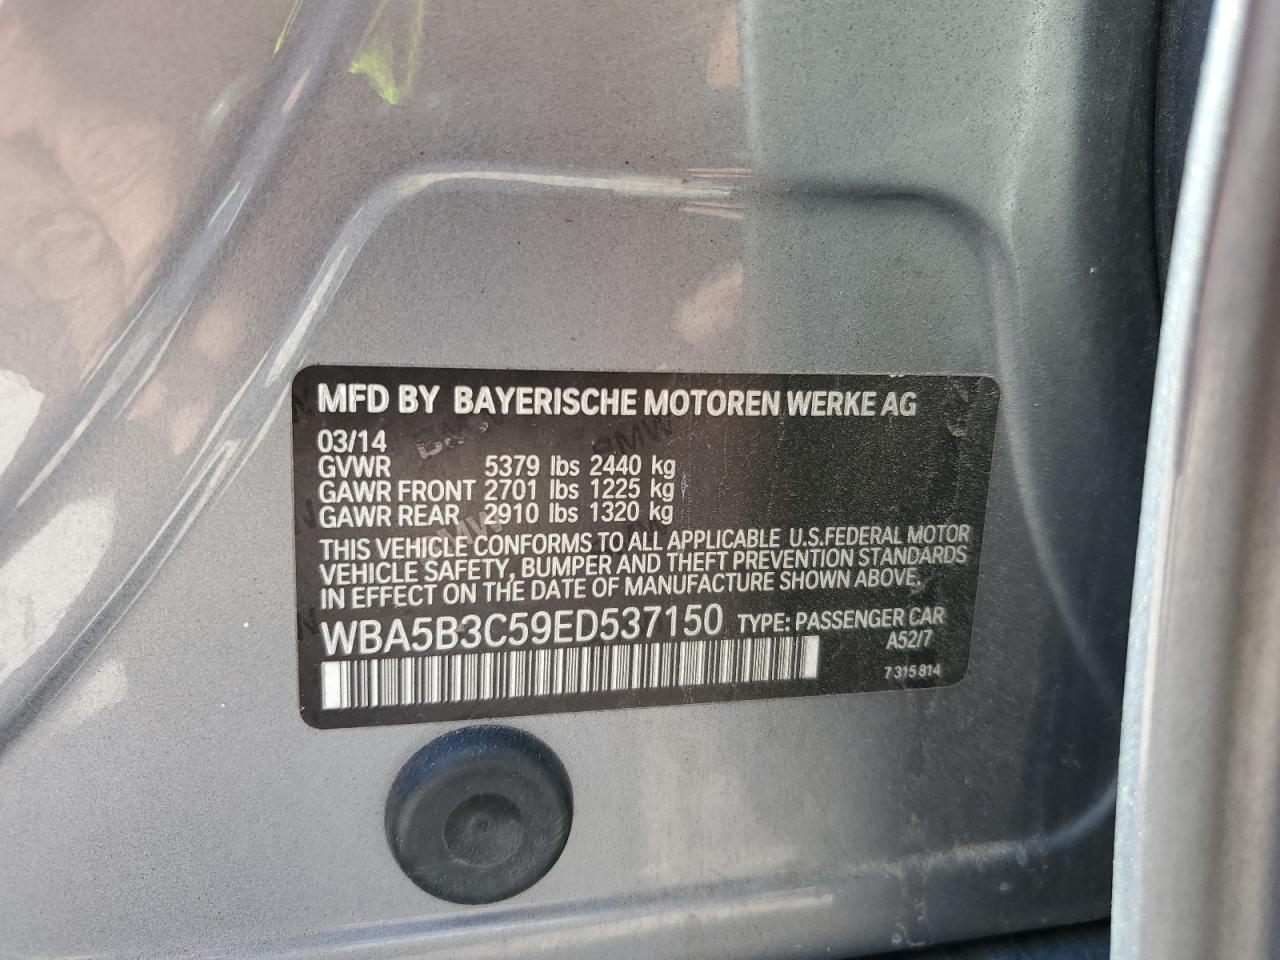 MFD BY BAYERISCHE MOTOREN WERKE AG
03/14
GVWR 5379 lbs 2440 kg
GAWR FRONT 2701 lbs 1225 kg
GAWR REAR 2910 lbs 1320 kg
THIS VEHICLE CONFORMS TO ALL APPLICABLE U.S.FEDERAL MOTOR
VEHICLE SAFETY, BUMPER AND THEFT PREVENTION STANDARDS
IN EFFECT ON THE DATE OF MANUFACTURE SHOWN ABOVE.
WBA5B3C59ED537150 TYPE: PASSENGER CAR
A52/7
7 315 814